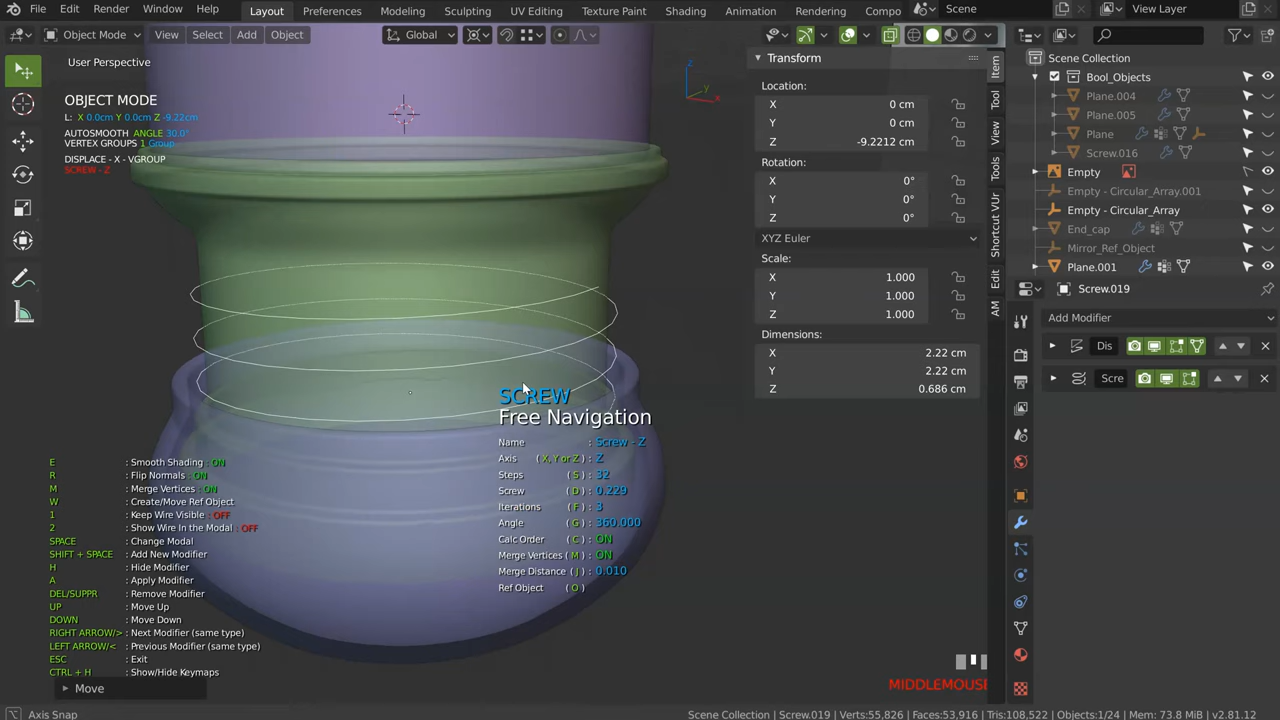 File Edit Render Window Help Layout Preferences Modeling Sculpting UV Editing Texture Paint Shading Animation Rendering Compo Scene View Layer
Object Mode View Select Add Object Global
User Perspective
OBJECT MODE
L: X 0.0cm Y 0.0cm Z -9.22cm
AUTOSMOOTH ANGLE 30.0°
VERTEX GROUPS 1 Group
DISPLACE - X - VGROUP
SCREW - Z
z
y
x
SCREW
Free Navigation
Name : Screw - Z
Axis ( X, Y or Z ) : Z
Steps ( S ) : 32
Screw ( D ) : 0.229
Iterations ( F ) : 3
Angle ( G ) : 360.000
Calc Order ( C ) : ON
Merge Vertices ( M ) : ON
Merge Distance ( J ) : 0.010
Ref Object ( O )
E : Smooth Shading : ON
R : Flip Normals : ON
M : Merge Vertices : ON
W : Create/Move Ref Object
1 : Keep Wire Visible : OFF
2 : Show Wire In the Modal : OFF
SPACE : Change Modal
SHIFT + SPACE : Add New Modifier
H : Hide Modifier
A : Apply Modifier
DEL/SUPPR : Remove Modifier
UP : Move Up
DOWN : Move Down
RIGHT ARROW/> : Next Modifier (same type)
LEFT ARROW/< : Previous Modifier (same type)
ESC : Exit
CTRL + H : Show/Hide Keymaps
Move
MIDDLEMOUSE
Transform
Location:
X 0 cm
Y 0 cm
Z -9.2212 cm
Rotation:
X 0°
Y 0°
Z 0°
XYZ Euler
Scale:
X 1.000
Y 1.000
Z 1.000
Dimensions:
X 2.22 cm
Y 2.22 cm
Z 0.686 cm
Item
Tool
View
Tools
Shortcut VUr
Edit
AM
Scene Collection
Bool_Objects
Plane.004
Plane.005
Plane
Screw.016
Empty
Empty - Circular_Array.001
Empty - Circular_Array
End_cap
Mirror_Ref_Object
Plane.001
Screw.019
Add Modifier
Dis
Scre
Axis Snap
Scene Collection | Screw.019 | Verts:55,826 | Faces:53,916 | Tris:108,522 | Objects:1/24 | Mem: 73.8 MiB | v2.81.12